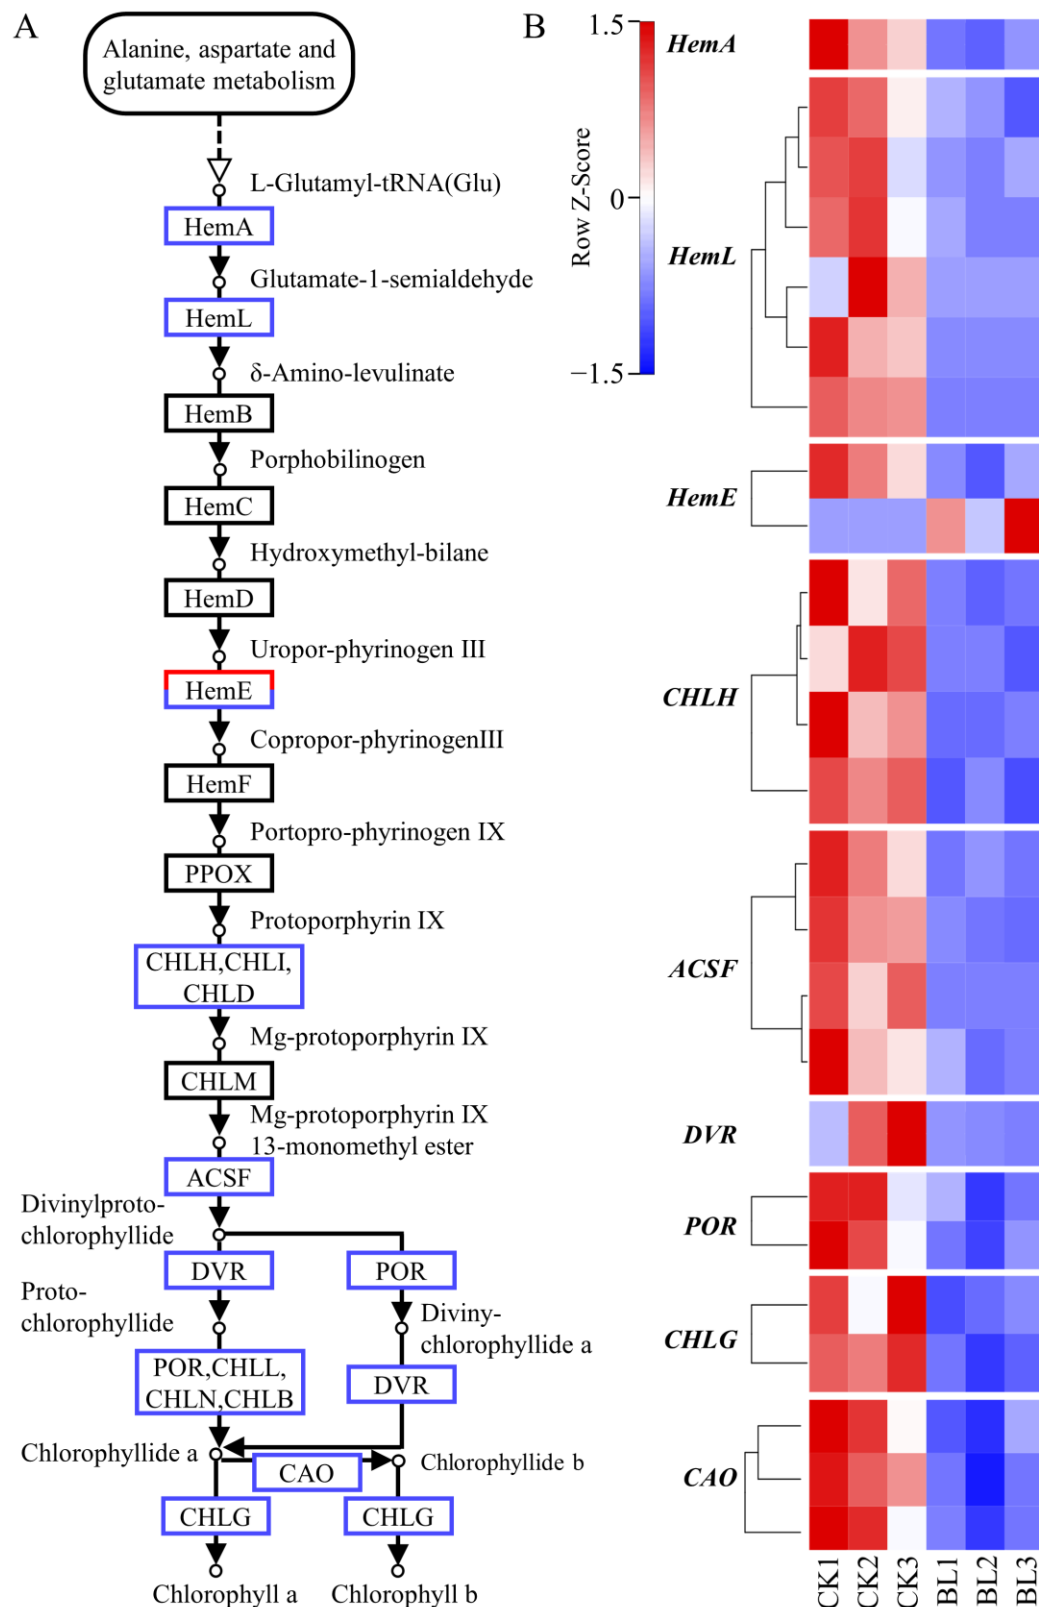 A
Alanine, aspartate and
glutamate metabolism
L-Glutamyl-tRNA(Glu)
HemA
Glutamate-1-semialdehyde
HemL
δ-Amino-levulinate
HemB
Porphobilinogen
HemC
Hydroxymethyl-bilane
HemD
Uropor-phyrinogen III
HemE
Copropor-phyrinogenIII
HemF
Portopro-phyrinogen IX
PPOX
Protoporphyrin IX
CHLH,CHLI,
CHLD
Mg-protoporphyrin IX
CHLM
Mg-protoporphyrin IX
13-monomethyl ester
ACSF
Divinylproto-
chlorophyllide
DVR
POR
Proto-
chlorophyllide
Diviny-
chlorophyllide a
POR,CHLL,
CHLN,CHLB
DVR
Chlorophyllide a
CAO
Chlorophyllide b
CHLG
CHLG
Chlorophyll a
Chlorophyll b
B
1.5
0
−1.5
Row Z-Score
HemA
HemL
HemE
CHLH
ACSF
DVR
POR
CHLG
CAO
CK1
CK2
CK3
BL1
BL2
BL3